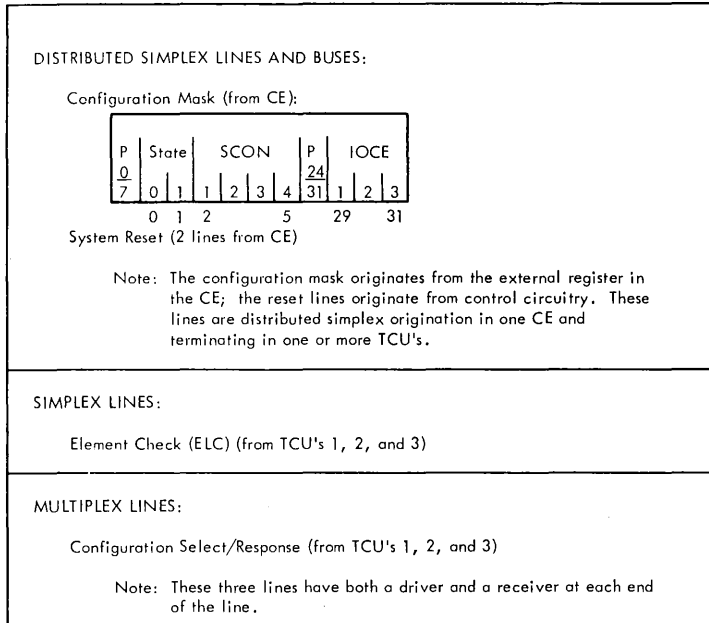 DISTRIBUTED SIMPLEX LINES AND BUSES:
Configuration Mask (from CE):
P State SCON P IOCE
0 24
7 0 1 1 2 3 4 31 1 2 3
0 1 2 5 29 31
System Reset (2 lines from CE)
Note: The configuration mask originates from the external register in
the CE; the reset lines originate from control circuitry. These
lines are distributed simplex origination in one CE and
terminating in one or more TCU's.
SIMPLEX LINES:
Element Check (ELC) (from TCU's 1, 2, and 3)
MULTIPLEX LINES:
Configuration Select/Response (from TCU's 1, 2, and 3)
Note: These three lines have both a driver and a receiver at each end
of the line.